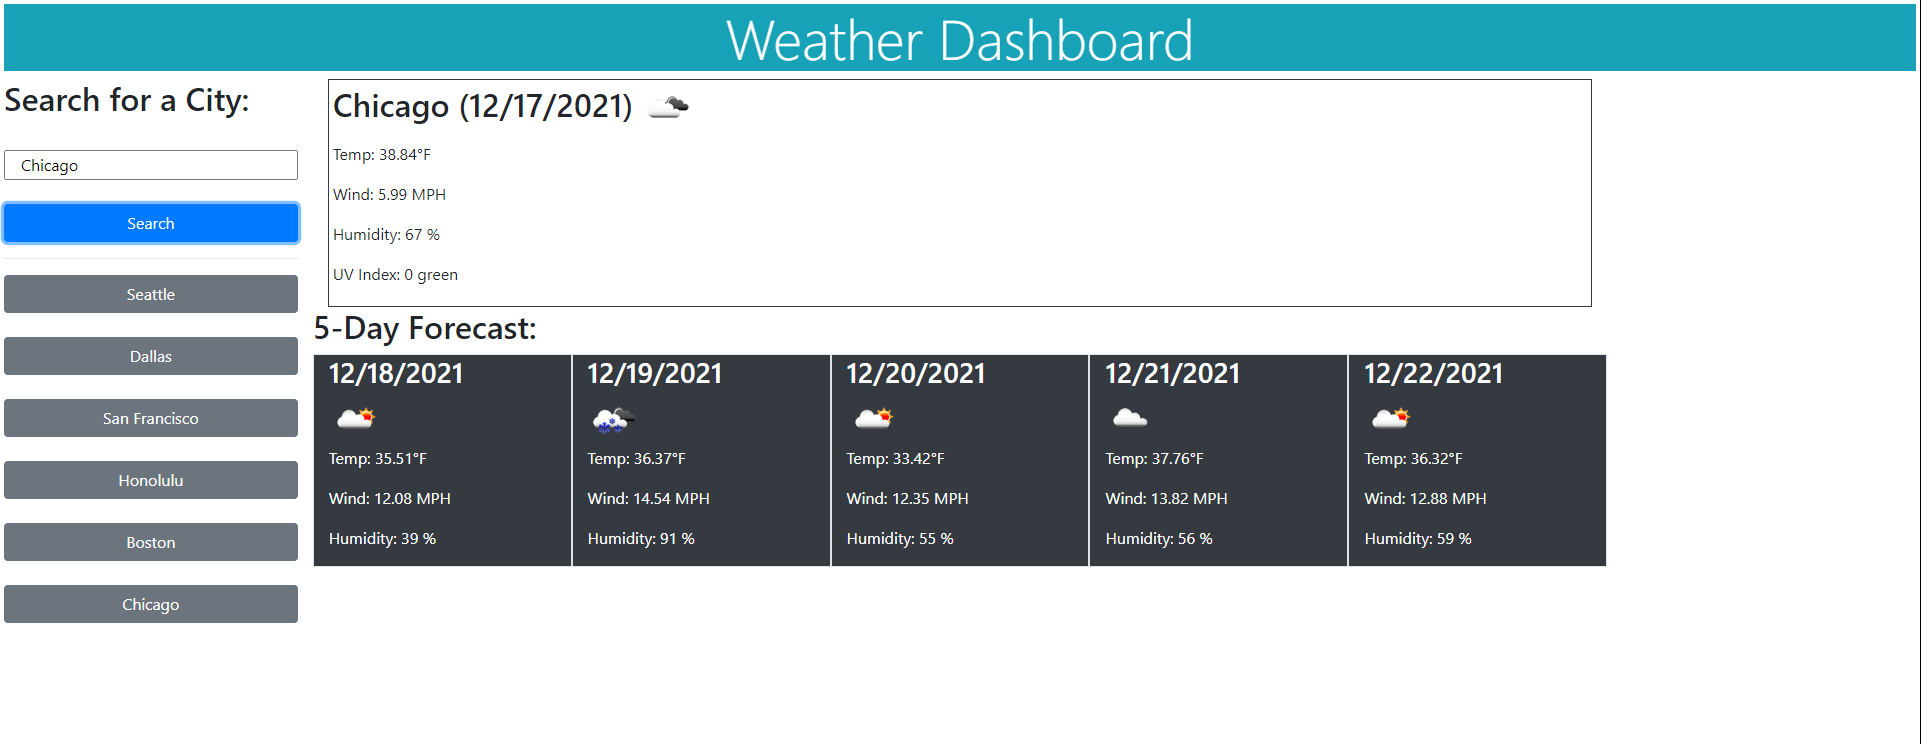 Weather Dashboard
Search for a City:
Chicago
Search
Seattle
Dallas
San Francisco
Honolulu
Boston
Chicago
Chicago (12/17/2021)
Temp: 38.84°F
Wind: 5.99 MPH
Humidity: 67 %
UV Index: 0 green
5-Day Forecast:
12/18/2021
Temp: 35.51°F
Wind: 12.08 MPH
Humidity: 39 %
12/19/2021
Temp: 36.37°F
Wind: 14.54 MPH
Humidity: 91 %
12/20/2021
Temp: 33.42°F
Wind: 12.35 MPH
Humidity: 55 %
12/21/2021
Temp: 37.76°F
Wind: 13.82 MPH
Humidity: 56 %
12/22/2021
Temp: 36.32°F
Wind: 12.88 MPH
Humidity: 59 %